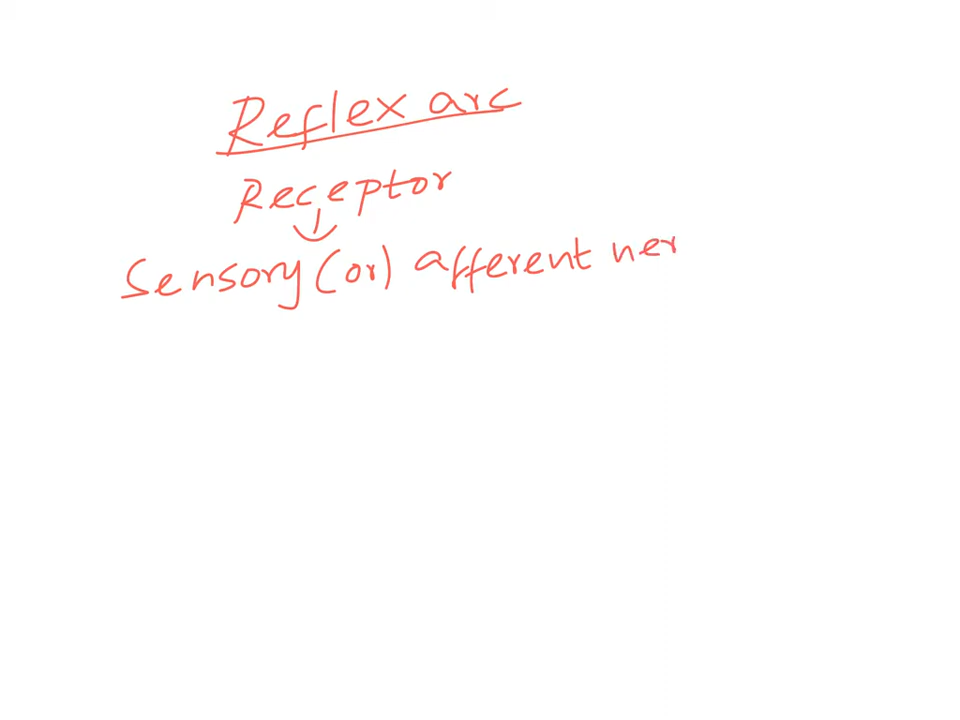 Reflex arc
Receptor
↓
Sensory (or) afferent ner